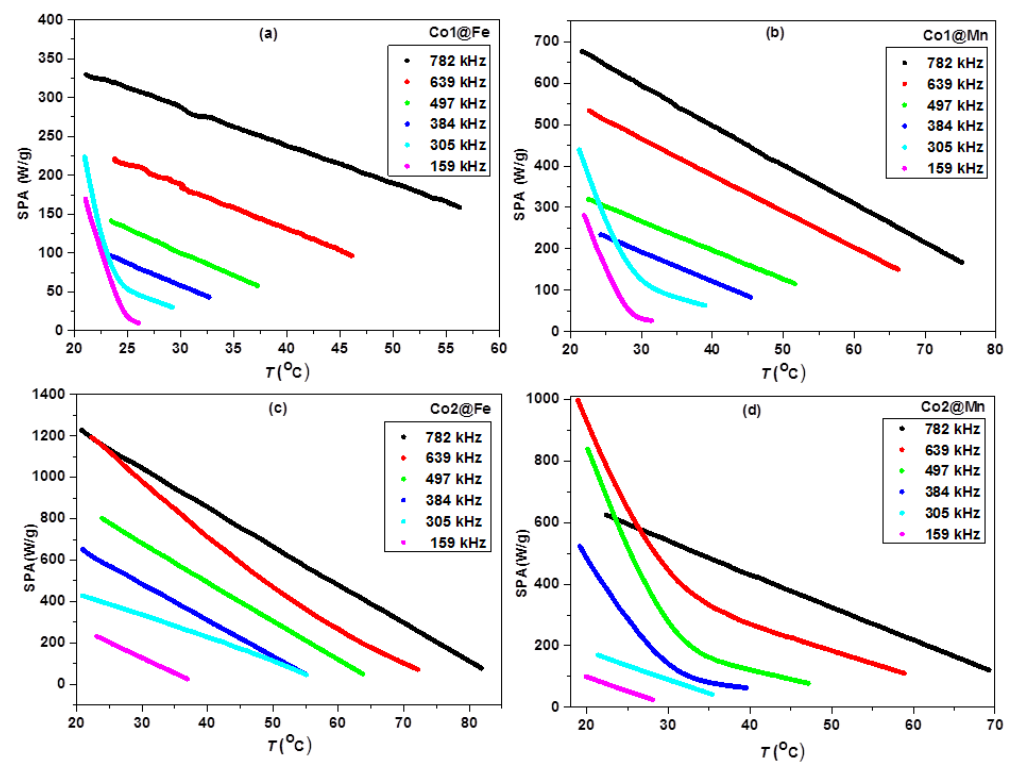 (a)
Co1@Fe
782 kHz
639 kHz
497 kHz
384 kHz
305 kHz
159 kHz
400
350
300
250
200
150
100
50
0
SPA (W/g)
20 25 30 35 40 45 50 55 60
T (°C)
(b)
Co1@Mn
782 kHz
639 kHz
497 kHz
384 kHz
305 kHz
159 kHz
700
600
500
400
300
200
100
0
SPA (W/g)
20 30 40 50 60 70 80
T (°C)
(c)
Co2@Fe
782 kHz
639 kHz
497 kHz
384 kHz
305 kHz
159 kHz
1400
1200
1000
800
600
400
200
0
SPA(W/g)
20 30 40 50 60 70 80
T (°C)
(d)
Co2@Mn
782 kHz
639 kHz
497 kHz
384 kHz
305 kHz
159 kHz
1000
800
600
400
200
0
SPA(W/g)
20 30 40 50 60 70
T (°C)